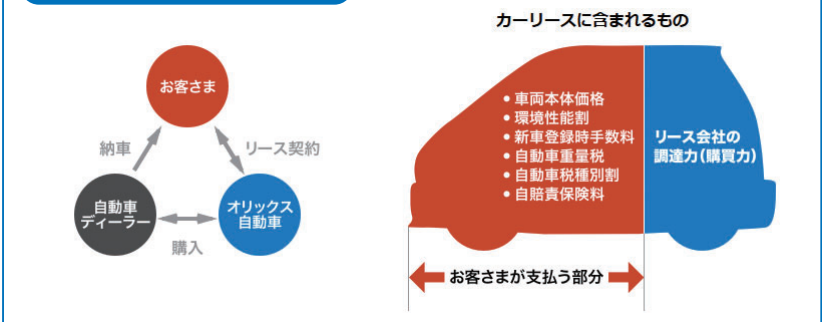 カーリースに含まれるもの
お客さま
納車
リース契約
自動車
ディーラー
オリックス
自動車
購入
• 車両本体価格
• 環境性能割
• 新車登録時手数料
• 自動車重量税
• 自動車税種別割
• 自賠責保険料
リース会社の
調達力(購買力)
お客さまが支払う部分